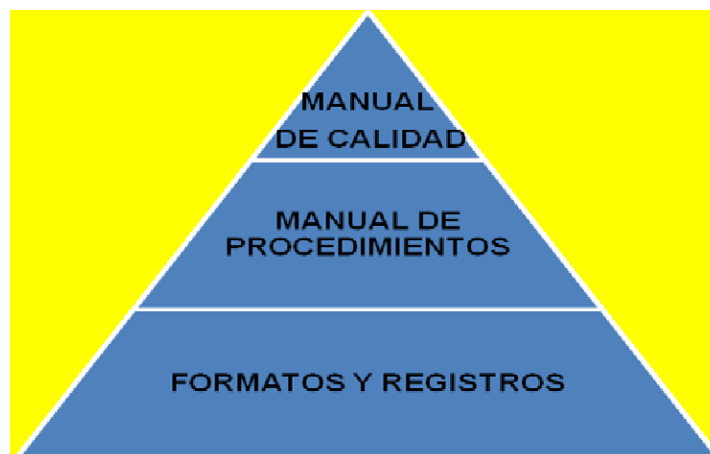 MANUAL
DE CALIDAD
MANUAL DE
PROCEDIMIENTOS
FORMATOS Y REGISTROS